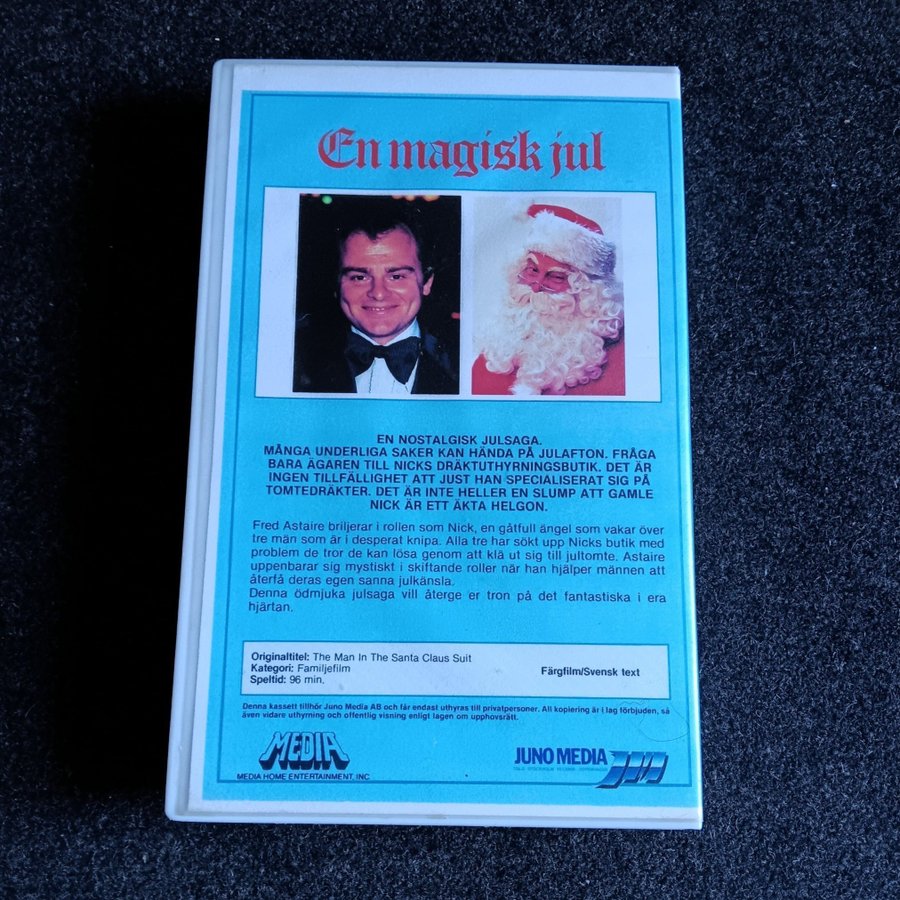 En magisk jul
EN NOSTALGISK JULSAGA.
MÅNGA UNDERLIGA SAKER KAN HÄNDA PÅ JULAFTON. FRÅGA
BARA ÄGAREN TILL NICKS DRÄKTUTHYRNINGSBUTIK. DET ÄR
INGEN TILLFÄLLIGHET ATT JUST HAN SPECIALISERAT SIG PÅ
TOMTEDRÄKTER. DET ÄR INTE HELLER EN SLUMP ATT GAMLE
NICK ÄR ETT ÄKTA HELGON.
Fred Astaire briljerar i rollen som Nick, en gåtfull ängel som vakar över
tre män som är i desperat knipa. Alla tre har sökt upp Nicks butik med
problem de tror de kan lösa genom att klä ut sig till jultomte. Astaire
uppenbarar sig mystiskt i skiftande roller när han hjälper männen att
återfå deras egen sanna julkänsla.
Denna ödmjuka julsaga vill återge er tron på det fantastiska i era
hjärtan.
Originaltitel: The Man In The Santa Claus Suit
Kategori: Familjefilm
Speltid: 96 min.
Färgfilm/Svensk text
Denna kassett tillhör Juno Media AB och får endast uthyras till privatpersoner. All kopiering är i lag förbjuden, så
även vidare uthyrning och offentlig visning enligt lagen om upphovsrätt.
MEDIA
MEDIA HOME ENTERTAINMENT, INC.
JUNO MEDIA